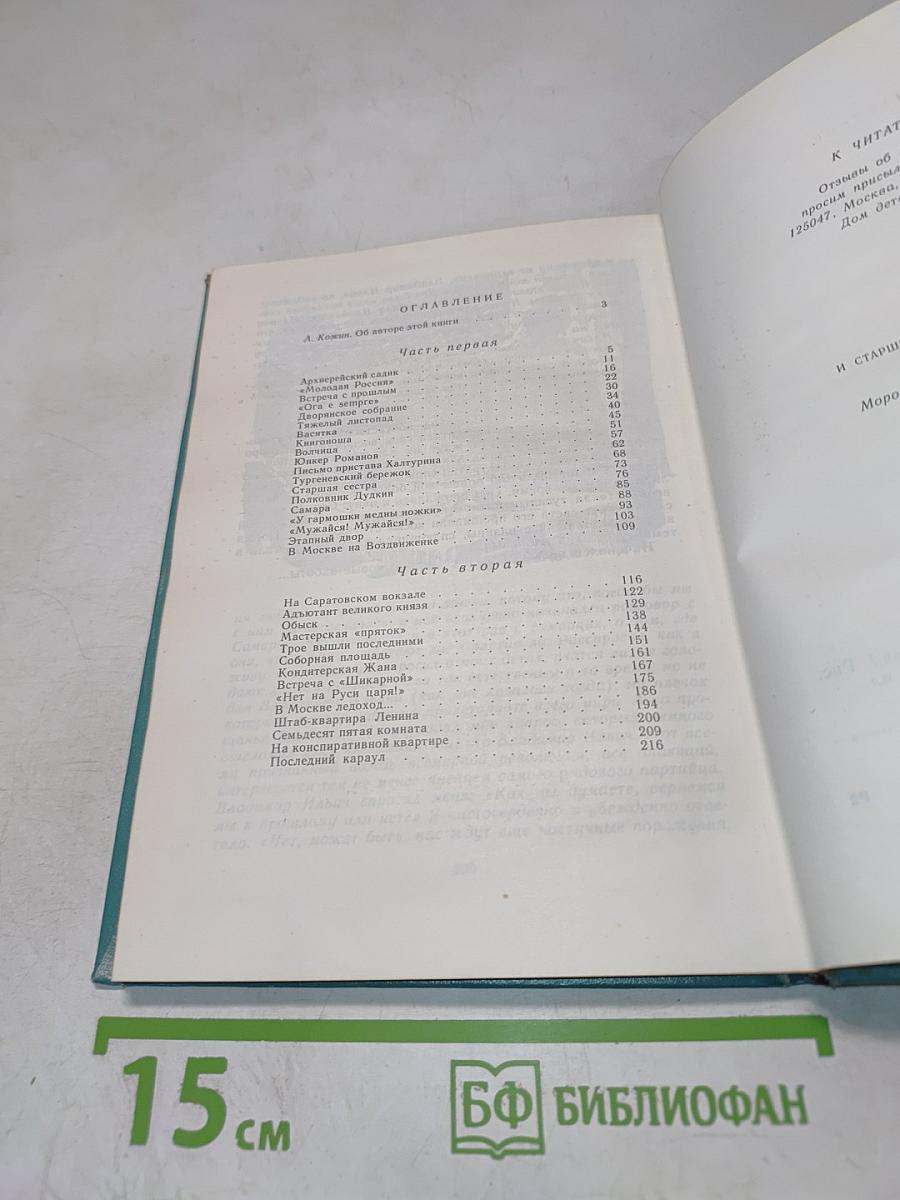 ОГЛАВЛЕНИЕ
А. Кожин. Об авторе этой книги . . . . . . . 3
Часть первая
Архиерейский садик . . . . . . . 5
«Молодая Россия» . . . . . . . 11
Встреча с прошлым . . . . . . . 16
«Ora e sempre» . . . . . . . 22
Дворянское собрание . . . . . . . 30
Тяжелый листопад . . . . . . . 34
Васятка . . . . . . . 40
Книгоноша . . . . . . . 45
Волчица . . . . . . . 51
Юнкер Романов . . . . . . . 57
Письмо пристава Халтурина . . . . . . . 62
Тургеневский бережок . . . . . . . 68
Старшая сестра . . . . . . . 73
Полковник Дудкин . . . . . . . 76
Самара . . . . . . . 85
«У гармошки медны ножки» . . . . . . . 88
«Мужайся! Мужайся!» . . . . . . . 93
Этапный двор . . . . . . . 103
В Москве на Воздвиженке . . . . . . . 109
Часть вторая
На Саратовском вокзале . . . . . . . 116
Адъютант великого князя . . . . . . . 122
Обыск . . . . . . . 129
Мастерская «пряток» . . . . . . . 138
Трое вышли последними . . . . . . . 144
Соборная площадь . . . . . . . 151
Кондитерская Жана . . . . . . . 161
Встреча с «Шикарной» . . . . . . . 167
«Нет на Руси царя!» . . . . . . . 175
В Москве ледоход... . . . . . . . 186
Штаб-квартира Ленина . . . . . . . 194
Семьдесят пятая комната . . . . . . . 200
На конспиративной квартире . . . . . . . 209
Последний караул . . . . . . . 216
К ЧИТАТ
Отзывы об
просим присыл
125047, Москва,
Дом дет
И СТАРШ
Моро
15 см
БФ БИБЛИОФАН